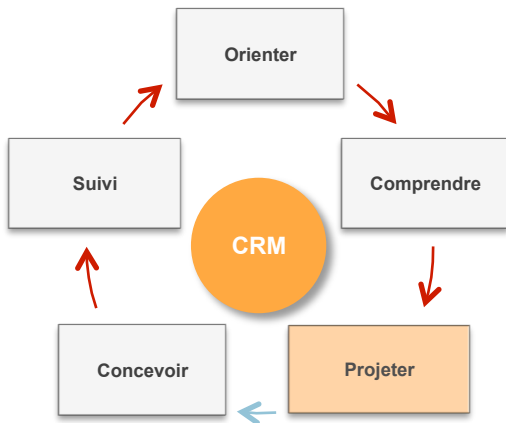 Orienter
Suivi
Comprendre
CRM
Concevoir
Projeter